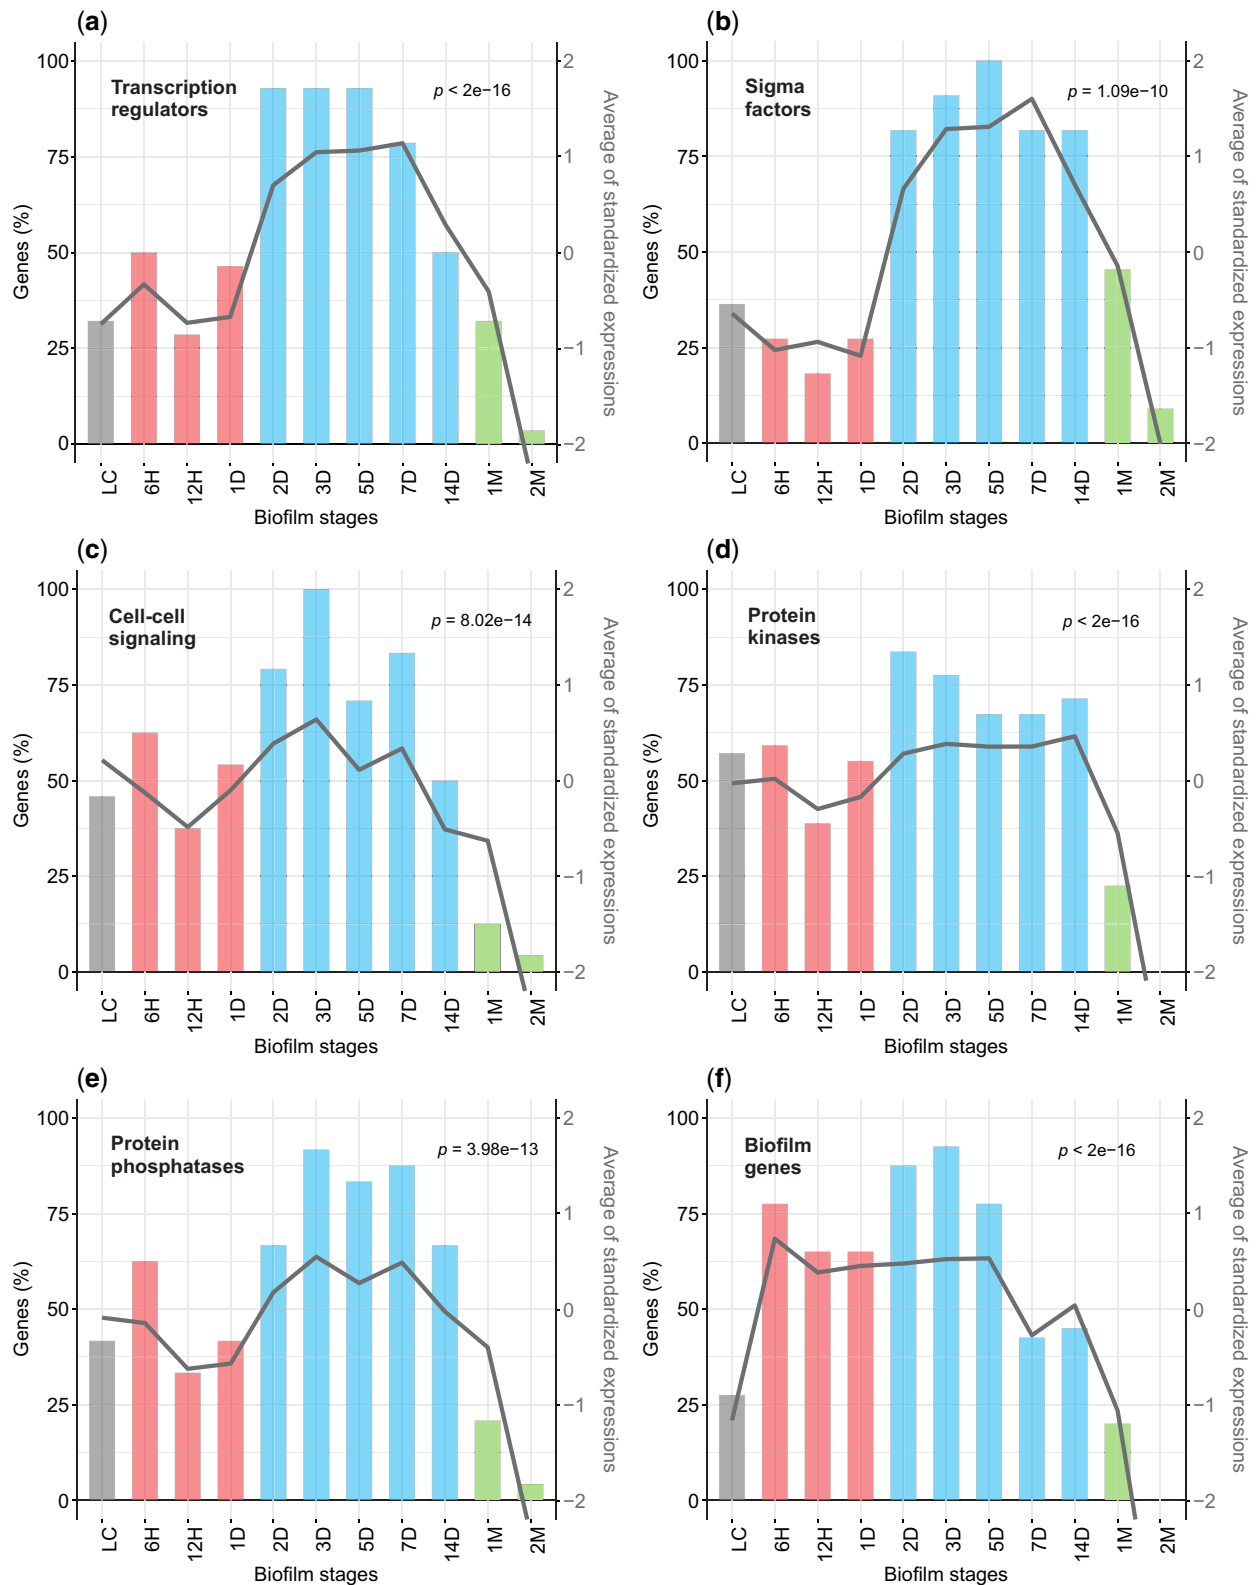 (a)
Transcription
regulators
p < 2e−16
100
75
50
25
0
Genes (%)
2
1
0
−1
−2
Average of standardized expressions
LC
6H
12H
1D
2D
3D
5D
7D
14D
1M
2M
Biofilm stages
(b)
Sigma
factors
p = 1.09e−10
100
75
50
25
0
Genes (%)
2
1
0
−1
−2
Average of standardized expressions
LC
6H
12H
1D
2D
3D
5D
7D
14D
1M
2M
Biofilm stages
(c)
Cell-cell
signaling
p = 8.02e−14
100
75
50
25
0
Genes (%)
2
1
0
−1
−2
Average of standardized expressions
LC
6H
12H
1D
2D
3D
5D
7D
14D
1M
2M
Biofilm stages
(d)
Protein
kinases
p < 2e−16
100
75
50
25
0
Genes (%)
2
1
0
−1
−2
Average of standardized expressions
LC
6H
12H
1D
2D
3D
5D
7D
14D
1M
2M
Biofilm stages
(e)
Protein
phosphatases
p = 3.98e−13
100
75
50
25
0
Genes (%)
2
1
0
−1
−2
Average of standardized expressions
LC
6H
12H
1D
2D
3D
5D
7D
14D
1M
2M
Biofilm stages
(f)
Biofilm
genes
p < 2e−16
100
75
50
25
0
Genes (%)
2
1
0
−1
−2
Average of standardized expressions
LC
6H
12H
1D
2D
3D
5D
7D
14D
1M
2M
Biofilm stages